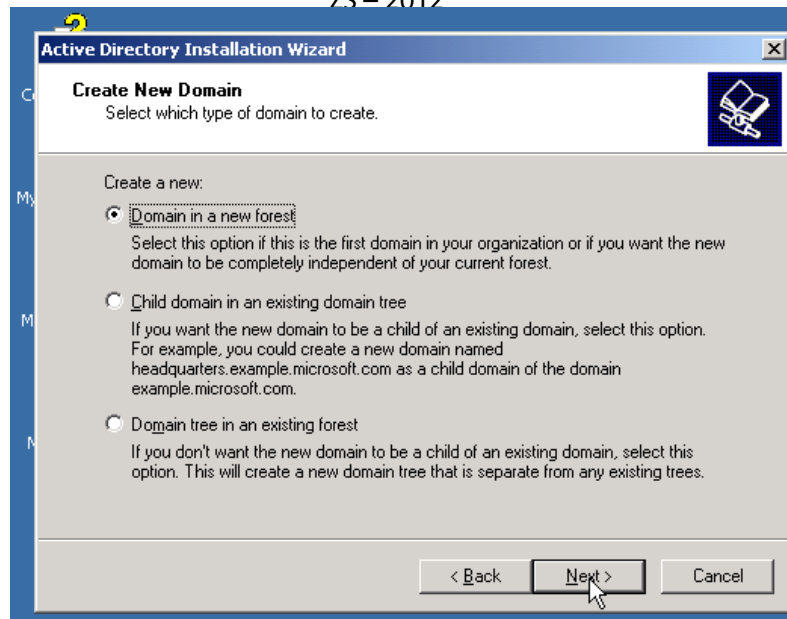 ZS – 2012
Active Directory Installation Wizard
Create New Domain
Select which type of domain to create.
Create a new:
Domain in a new forest
Select this option if this is the first domain in your organization or if you want the new
domain to be completely independent of your current forest.
Child domain in an existing domain tree
If you want the new domain to be a child of an existing domain, select this option.
For example, you could create a new domain named
headquarters.example.microsoft.com as a child domain of the domain
example.microsoft.com.
Domain tree in an existing forest
If you don't want the new domain to be a child of an existing domain, select this
option. This will create a new domain tree that is separate from any existing trees.
< Back Next > Cancel